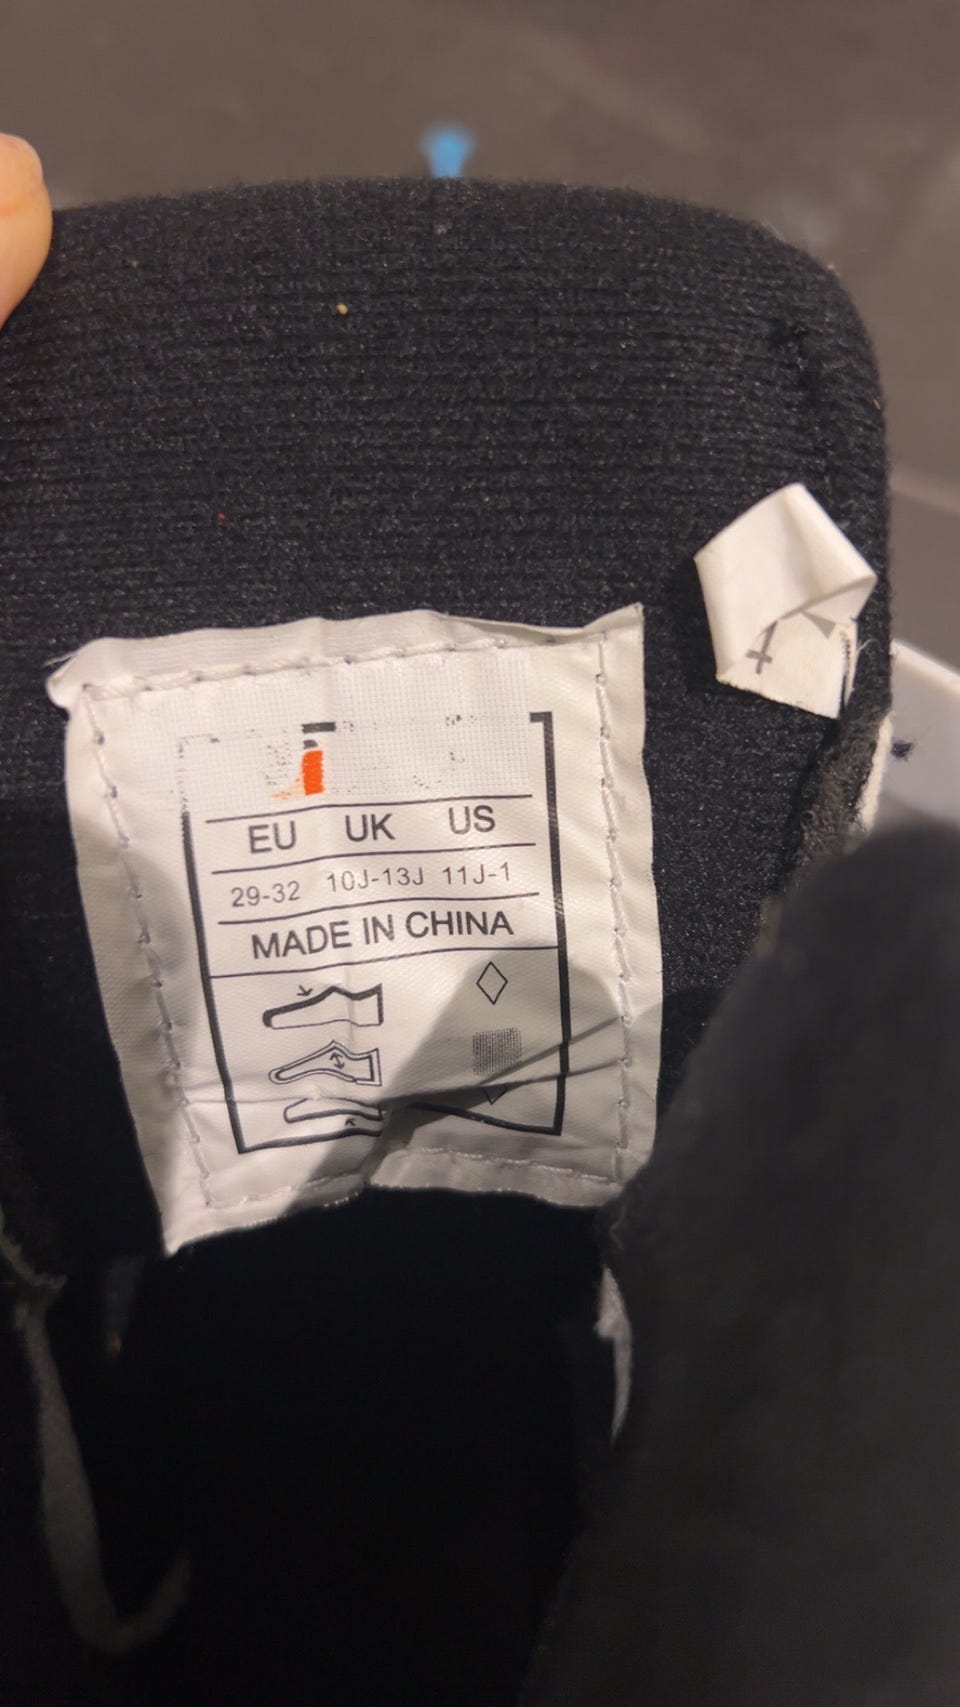 EU UK US
29-32 10J-13J 11J-1
MADE IN CHINA